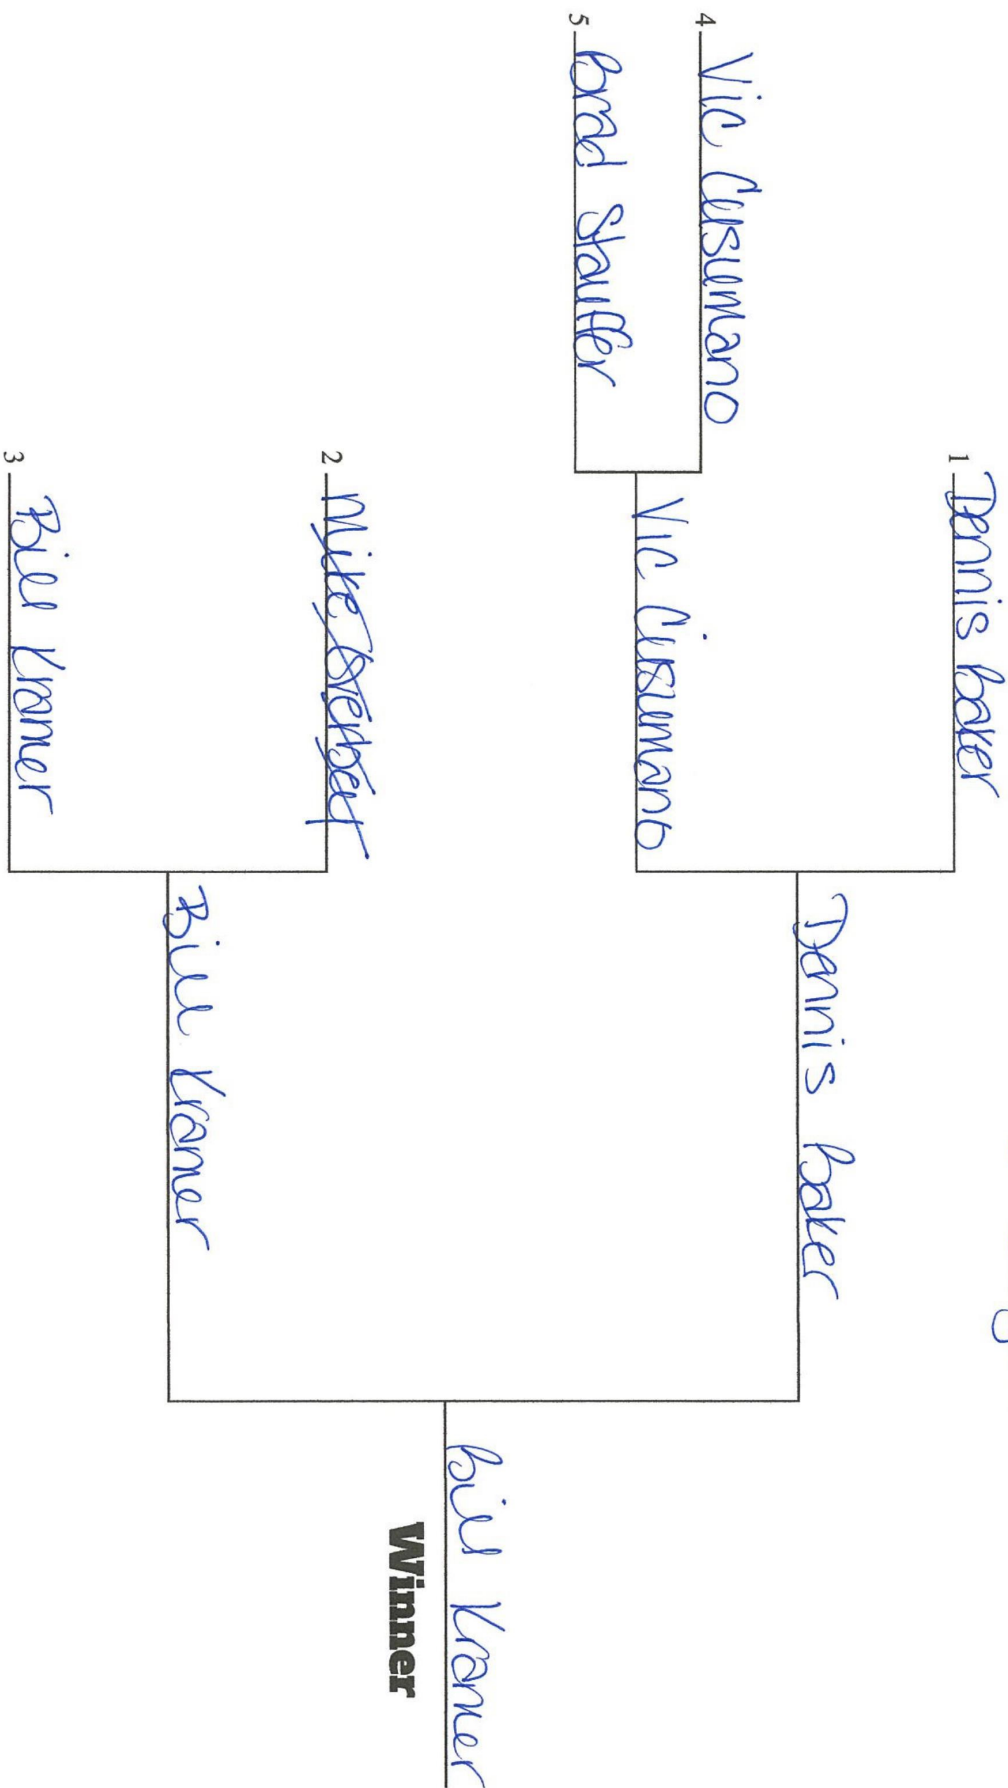 1 Dennis baker
Dennis baker
4 Vic Cusumano
Vic Cusumano
5 brad Stauffer
bill Kramer
Winner
2 Mike Overbey
Bill Kramer
3 Bill Kramer